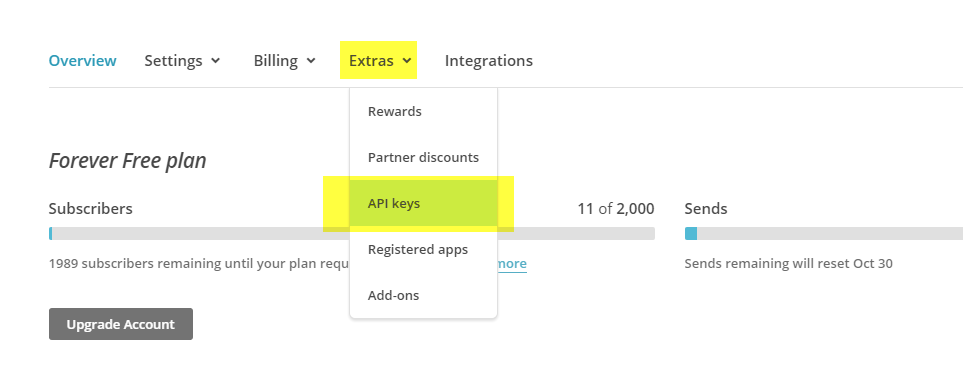 Overview Settings Billing Extras Integrations
Rewards
Partner discounts
Forever Free plan
API keys
Subscribers 11 of 2,000 Sends
Registered apps
1989 subscribers remaining until your plan requ more Sends remaining will reset Oct 30
Add-ons
Upgrade Account